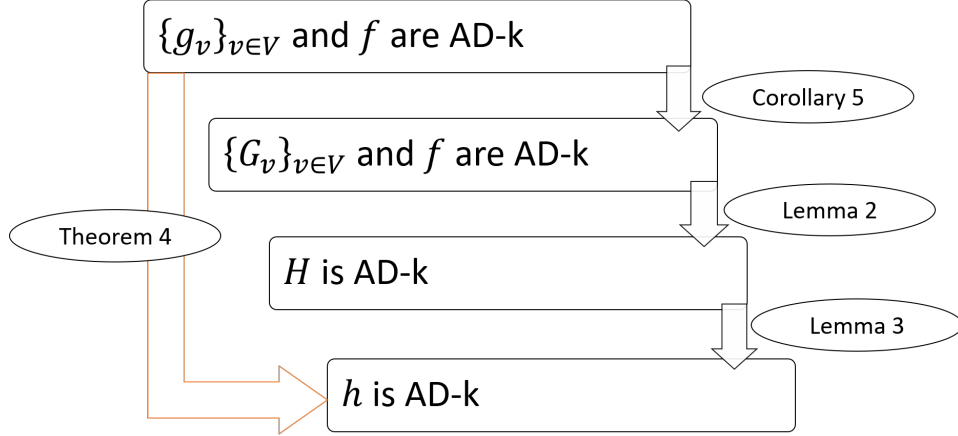 {g_v}_{v∈V} and f are AD-k
Corollary 5
{G_v}_{v∈V} and f are AD-k
Lemma 2
Theorem 4
H is AD-k
Lemma 3
h is AD-k